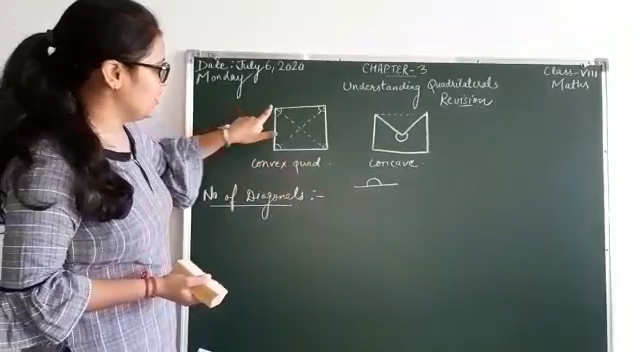 Date: July 6, 2020
Monday
CHAPTER-3
Understanding Quadrilaterals
Revision
Class-VIII
Maths
Convex quad.
Concave.
No of Diagonals :-